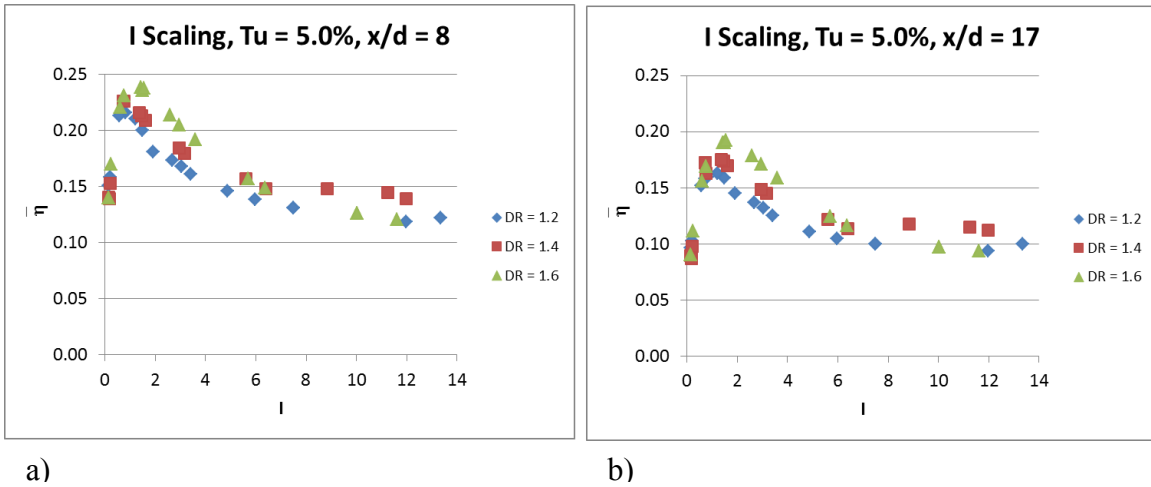 I Scaling, Tu = 5.0%, x/d = 8
0.25
0.20
0.15
0.10
0.05
0.00
η̅
0 2 4 6 8 10 12 14
I
DR = 1.2
DR = 1.4
DR = 1.6
a)
I Scaling, Tu = 5.0%, x/d = 17
0.25
0.20
0.15
0.10
0.05
0.00
η̅
0 2 4 6 8 10 12 14
I
DR = 1.2
DR = 1.4
DR = 1.6
b)